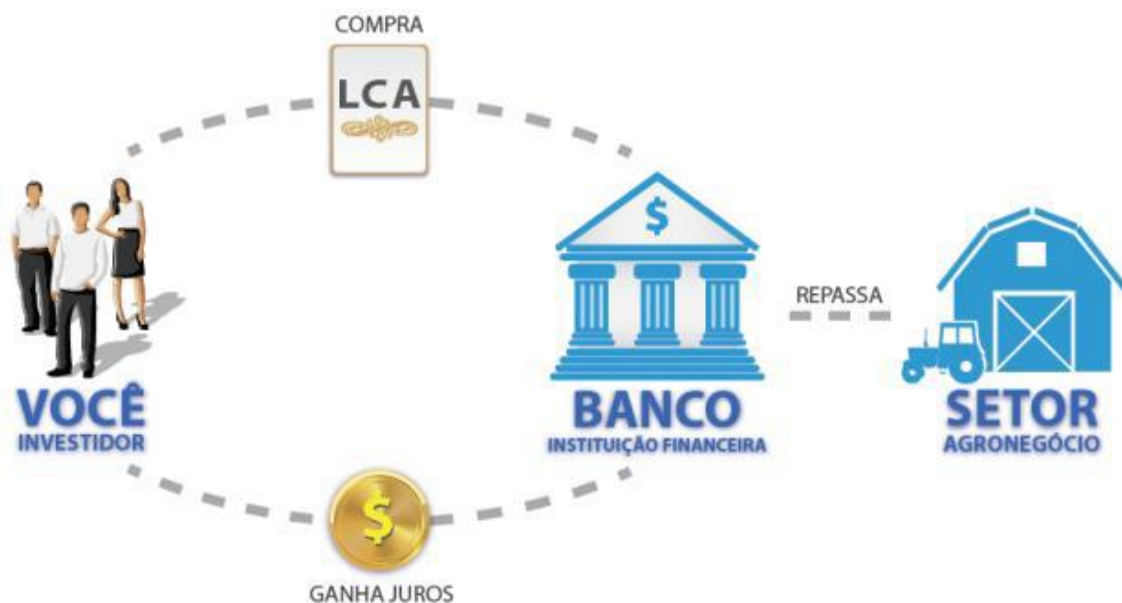 COMPRA
LCA
$
REPASSA
VOCÊ
INVESTIDOR
BANCO
INSTITUIÇÃO FINANCEIRA
SETOR
AGRONEGÓCIO
$
GANHA JUROS